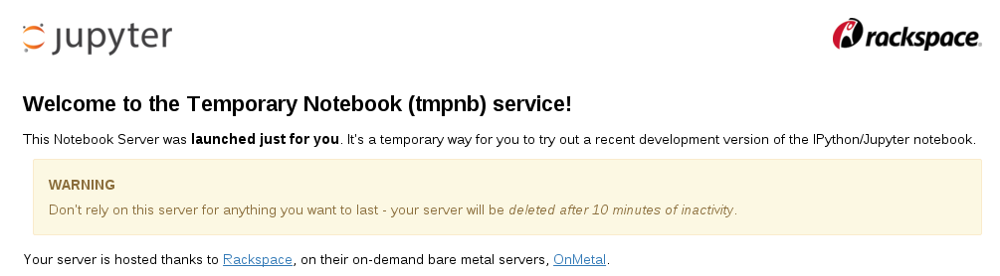 jupyter
rackspace.
Welcome to the Temporary Notebook (tmpnb) service!
This Notebook Server was launched just for you. It's a temporary way for you to try out a recent development version of the IPython/Jupyter notebook.
WARNING
Don't rely on this server for anything you want to last - your server will be deleted after 10 minutes of inactivity.
Your server is hosted thanks to Rackspace, on their on-demand bare metal servers, OnMetal.